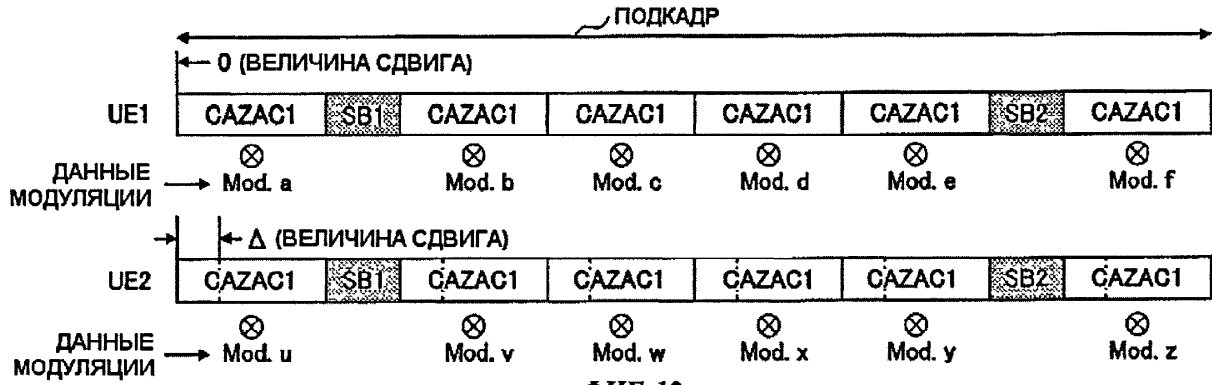 ПОДКАДР
0 (ВЕЛИЧИНА СДВИГА)
UE1 CAZAC1 SB1 CAZAC1 CAZAC1 CAZAC1 CAZAC1 SB2 CAZAC1
ДАННЫЕ МОДУЛЯЦИИ Mod. a Mod. b Mod. c Mod. d Mod. e Mod. f
Δ (ВЕЛИЧИНА СДВИГА)
UE2 CAZAC1 SB1 CAZAC1 CAZAC1 CAZAC1 CAZAC1 SB2 CAZAC1
ДАННЫЕ МОДУЛЯЦИИ Mod. u Mod. v Mod. w Mod. x Mod. y Mod. z